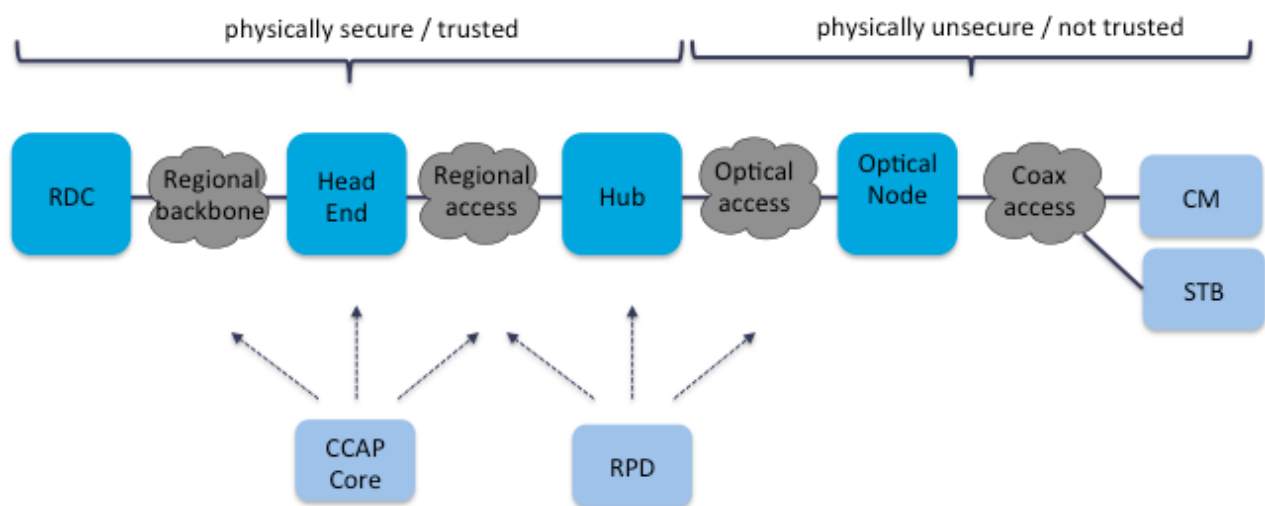 physically secure / trusted
physically unsecure / not trusted
RDC
Regional
backbone
Head
End
Regional
access
Hub
Optical
access
Optical
Node
Coax
access
CM
STB
CCAP
Core
RPD